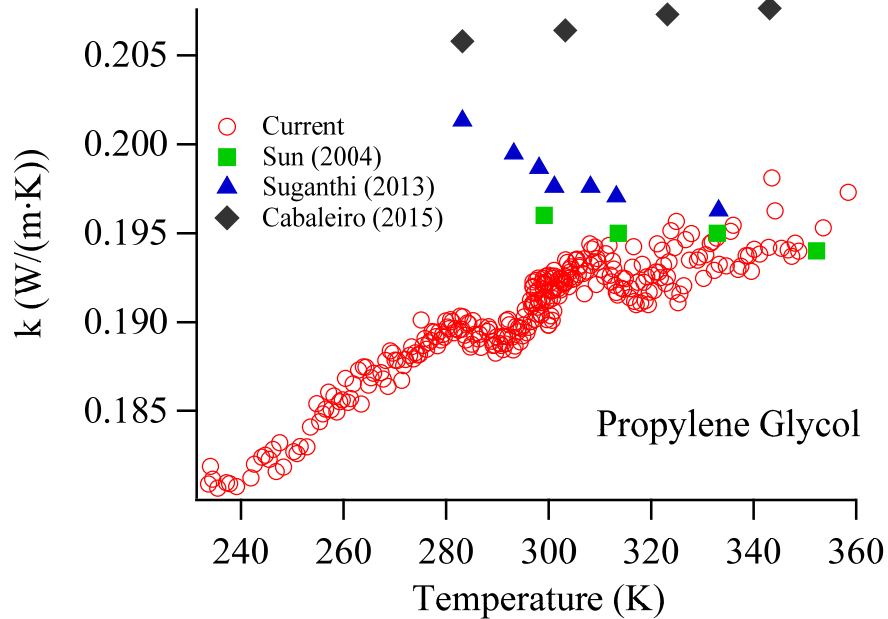 0.205
0.200
0.195
0.190
0.185
k (W/(m·K))
Current
Sun (2004)
Suganthi (2013)
Cabaleiro (2015)
Propylene Glycol
240 260 280 300 320 340 360
Temperature (K)